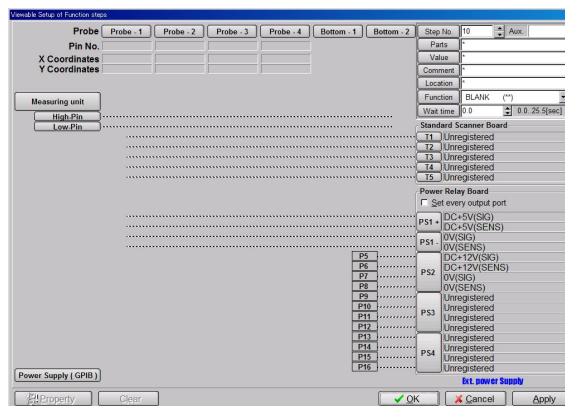 Viewable Setup of Function steps
Probe Probe - 1 Probe - 2 Probe - 3 Probe - 4 Bottom - 1 Bottom - 2
Pin No.
X Coordinates
Y Coordinates
Step No. 10 Aux.
Parts *
Value *
Comment *
Location *
Function BLANK (**)
Wait time 0.0 0.0: 25.5[sec]
Measuring unit
High-Pin
Low-Pin
Standard Scanner Board
T1 Unregistered
T2 Unregistered
T3 Unregistered
T4 Unregistered
T5 Unregistered
Power Relay Board
Set every output port
PS1 + DC+5V(SIG)
DC+5V(SENS)
PS1 - 0V(SIG)
0V(SENS)
P5 PS2 DC+12V(SIG)
P6 DC+12V(SENS)
P7 0V(SIG)
P8 0V(SENS)
P9 PS3 Unregistered
P10 Unregistered
P11 Unregistered
P12 Unregistered
P13 PS4 Unregistered
P14 Unregistered
P15 Unregistered
P16 Unregistered
Power Supply ( GPIB )
Ext. power Supply
Property Clear OK Cancel Apply